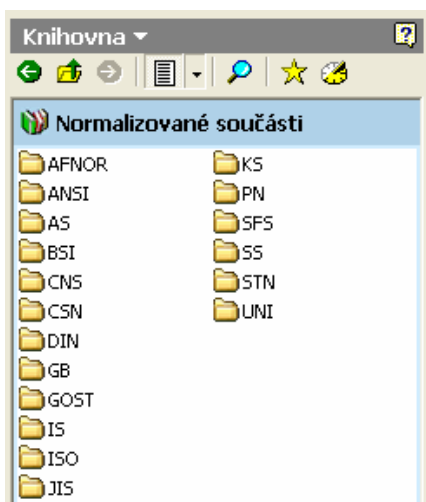 Knihovna
Normalizované součásti
AFNOR
ANSI
AS
BSI
CNS
CSN
DIN
GB
GOST
IS
ISO
JIS
KS
PN
SFS
SS
STN
UNI